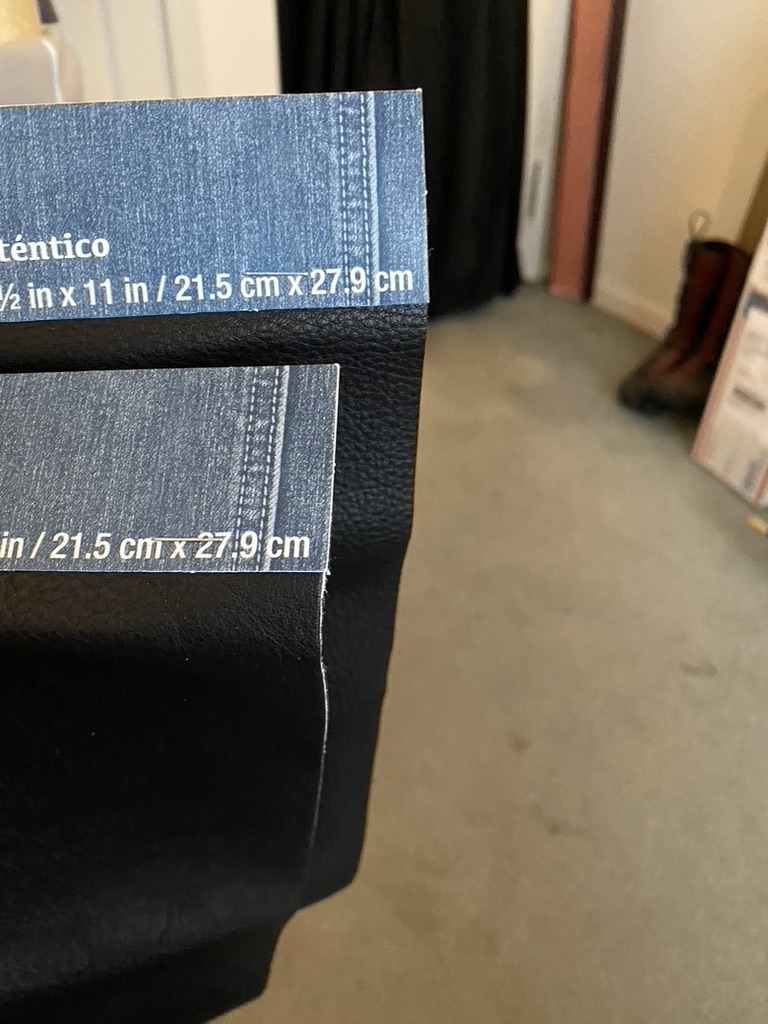 téntico
½ in x 11 in / 21.5 cm x 27.9 cm
in / 21.5 cm x 27.9 cm